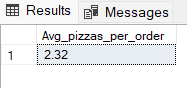 Results Messages
Avg_pizzas_per_order
1 2.32